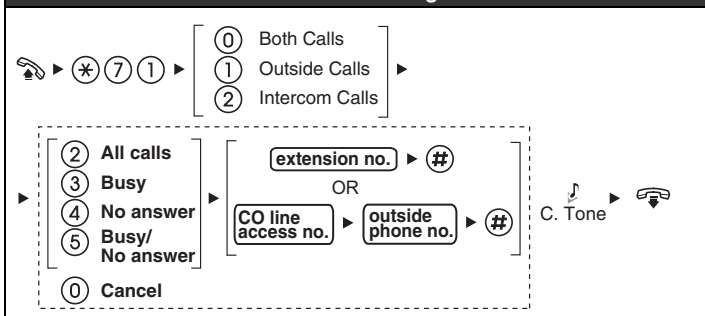 * 7 1
0 Both Calls
1 Outside Calls
2 Intercom Calls
2 All calls
3 Busy
4 No answer
5 Busy/
No answer
0 Cancel
extension no. #
OR
CO line
access no.
outside
phone no.
#
C. Tone